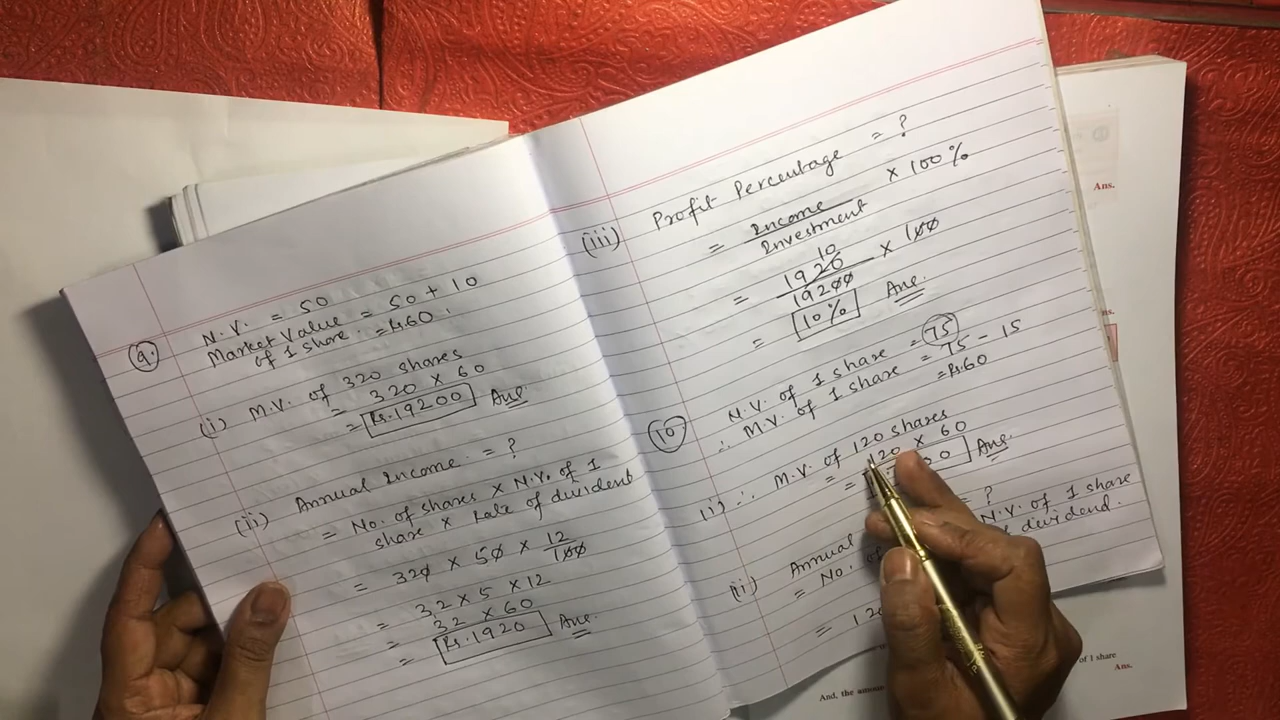 9.
N.V. = 50
Market Value = 50 + 10
of 1 share = Rs.60.
(i) M.V. of 320 shares
= 320 × 60
= Rs.19200 Ans.
(ii) Annual Income = ?
= No. of shares × N.V. of 1
share × Rate of dividend
= 320 × 50 × 12/100
= 32 × 5 × 12
= 32 × 60
= Rs.1920 Ans.
(iii) Profit Percentage = ?
= Income/Investment × 100%
10
= 1920/19200 × 100
= 10% Ans.
10
N.V. of 1 share = 75
∴ M.V. of 1 share = 75 - 15
= Rs.60
(i) ∴ M.V. of 120 shares
= 120 × 60
= Ans.
(ii) Annual = ?
= No. of N.V. of 1 share
dividend.
=
Ans.
of 1 share
Ans.
And, the